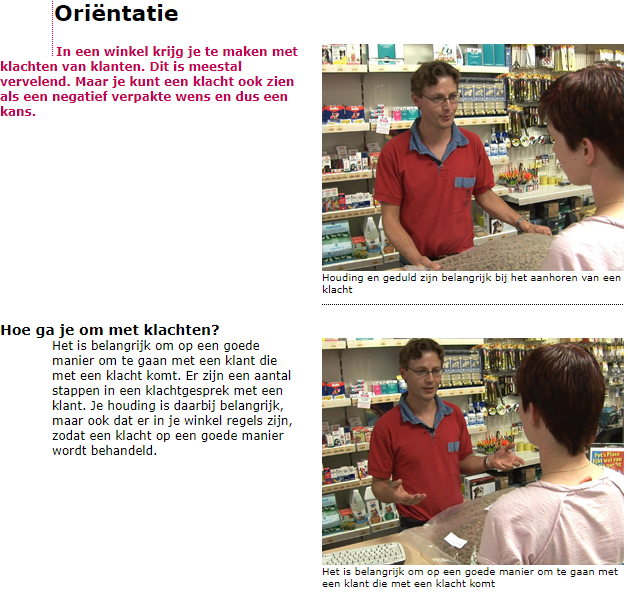 Oriëntatie
In een winkel krijg je te maken met
klachten van klanten. Dit is meestal
vervelend. Maar je kunt een klacht ook zien
als een negatief verpakte wens en dus een
kans.
Houding en geduld zijn belangrijk bij het aanhoren van een
klacht
Hoe ga je om met klachten?
Het is belangrijk om op een goede
manier om te gaan met een klant die
met een klacht komt. Er zijn een aantal
stappen in een klachtgesprek met een
klant. Je houding is daarbij belangrijk,
maar ook dat er in je winkel regels zijn,
zodat een klacht op een goede manier
wordt behandeld.
Pet's Place
Het is belangrijk om op een goede manier om te gaan met
een klant die met een klacht komt